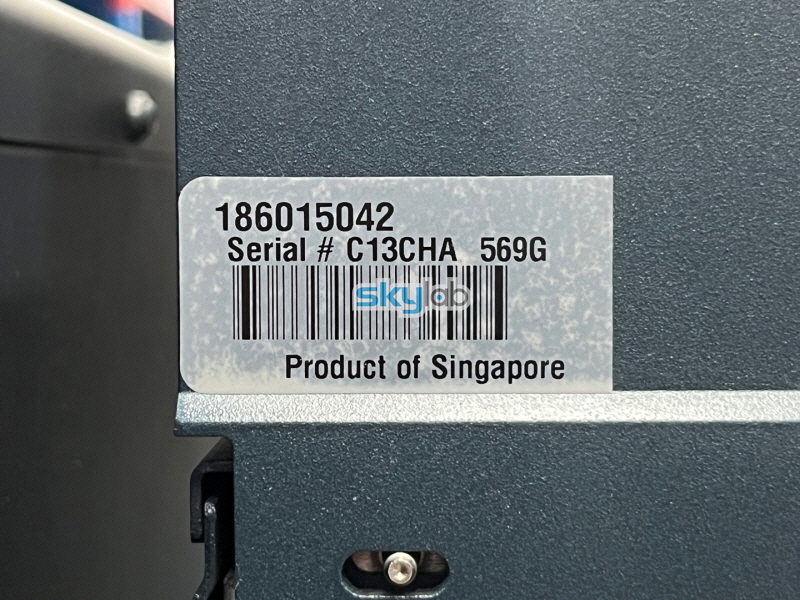 186015042
Serial # C13CHA 569G
skylab
Product of Singapore